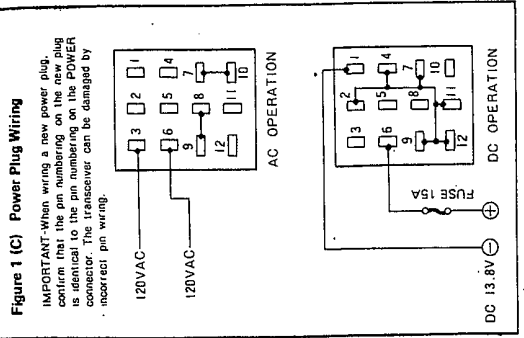 Figure 1 (C) Power Plug Wiring
IMPORTANT-When wiring a new power plug,
confirm that the pin numbering on the new plug
is identical to the pin numbering on the POWER
connector. The transceiver can be damaged by
incorrect pin wiring.
120VAC
120VAC
3 2 1
6 5 4
9 8 7
12 11 10
AC OPERATION
DC 13.8V
FUSE 15A
3 2 1
6 5 4
9 8 7
12 11 10
DC OPERATION